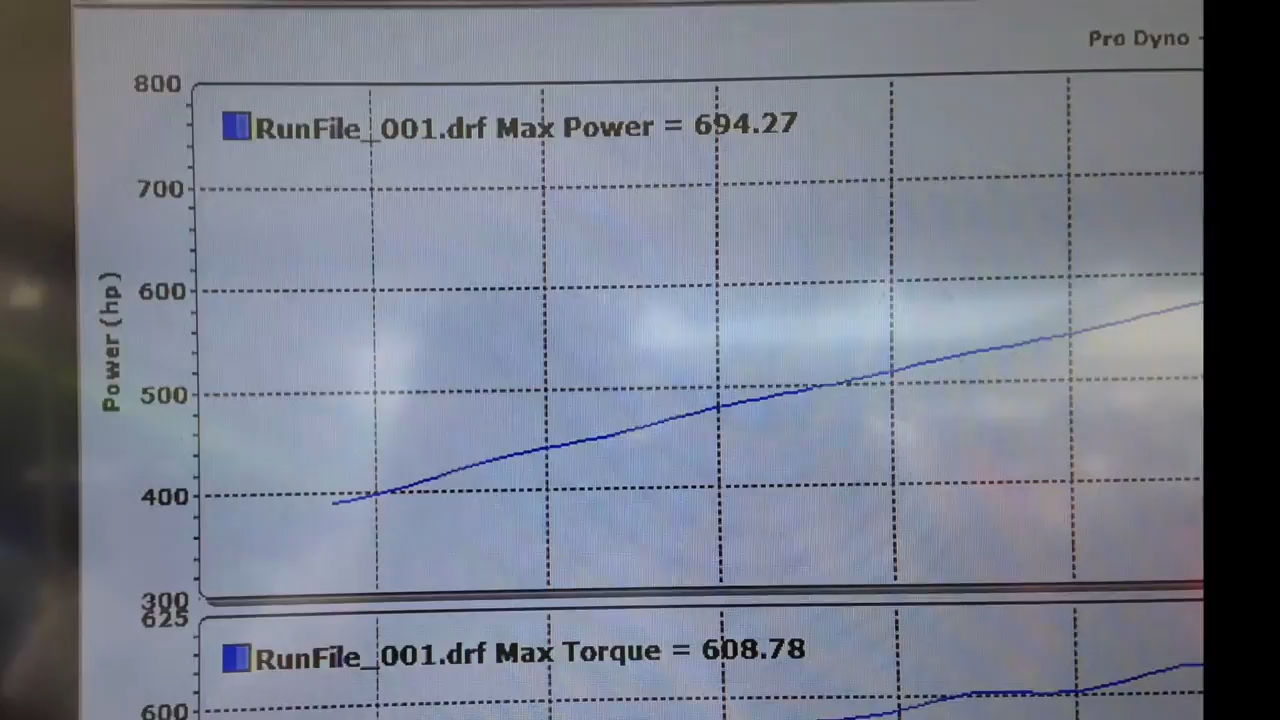 Pro Dyno -
800
RunFile_001.drf Max Power = 694.27
700
600
Power (hp)
500
400
300
625
RunFile_001.drf Max Torque = 608.78
600